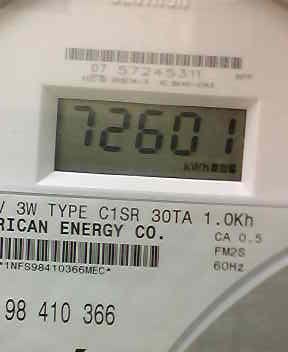 07 57245311
72601
kWh
V 3W TYPE C1SR 30TA 1.0Kh
RICAN ENERGY CO.
CA 0.5
FM2S
60Hz
*1NFS98410366MEC*
98 410 366